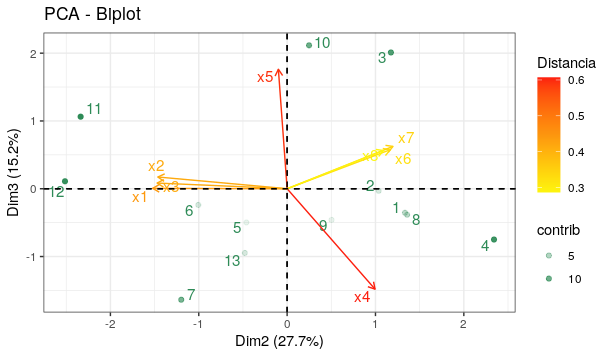 PCA - Biplot
10
3
x5
11
x7
x2
x6
12
x3
2
x1
6
1
5
9
8
4
13
7
x4
2
1
0
-1
-2
-1
0
1
2
Dim3 (15.2%)
Dim2 (27.7%)
Distancia
0.6
0.5
0.4
0.3
contrib
5
10